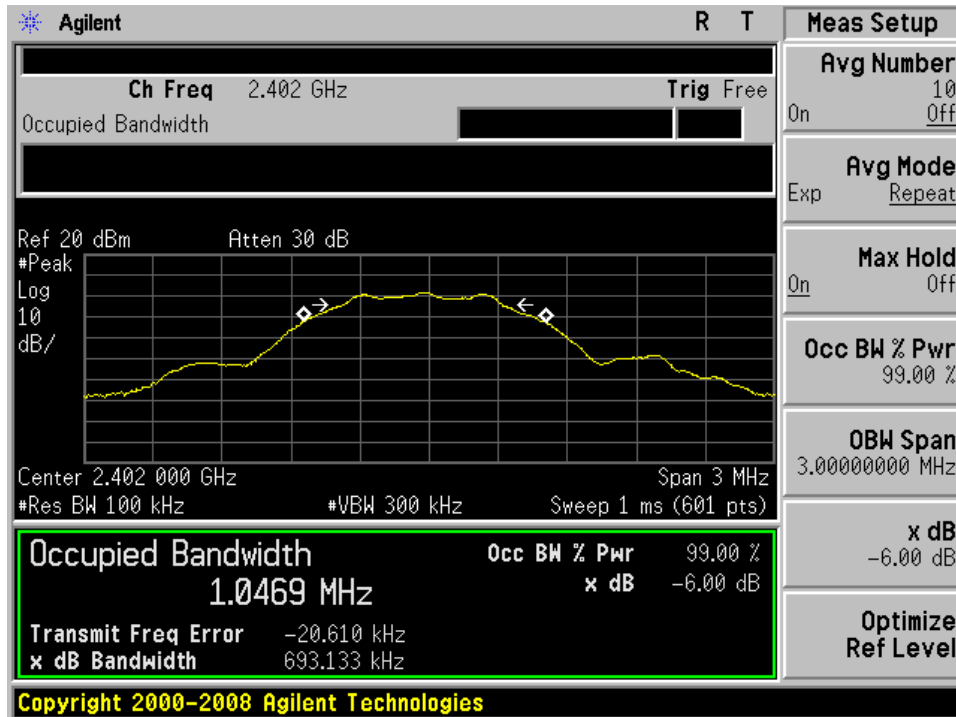 Agilent R T
Ch Freq 2.402 GHz Trig Free
Occupied Bandwidth
Ref 20 dBm Atten 30 dB
#Peak
Log
10
dB/
Center 2.402 000 GHz Span 3 MHz
#Res BW 100 kHz #VBW 300 kHz Sweep 1 ms (601 pts)
Occupied Bandwidth Occ BW % Pwr 99.00 %
1.0469 MHz x dB -6.00 dB
Transmit Freq Error -20.610 kHz
x dB Bandwidth 693.133 kHz
Copyright 2000-2008 Agilent Technologies
Meas Setup
Avg Number
10
On Off
Avg Mode
Exp Repeat
Max Hold
On Off
Occ BW % Pwr
99.00 %
OBW Span
3.00000000 MHz
x dB
-6.00 dB
Optimize
Ref Level